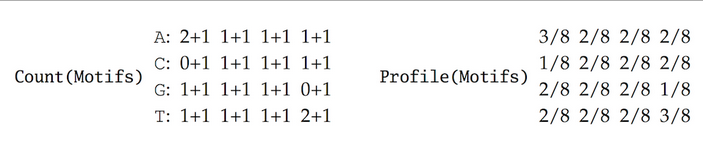 A: 2+1 1+1 1+1 1+1 3/8 2/8 2/8 2/8
C: 0+1 1+1 1+1 1+1 1/8 2/8 2/8 2/8
Count(Motifs) Profile(Motifs)
G: 1+1 1+1 1+1 0+1 2/8 2/8 2/8 1/8
T: 1+1 1+1 1+1 2+1 2/8 2/8 2/8 3/8